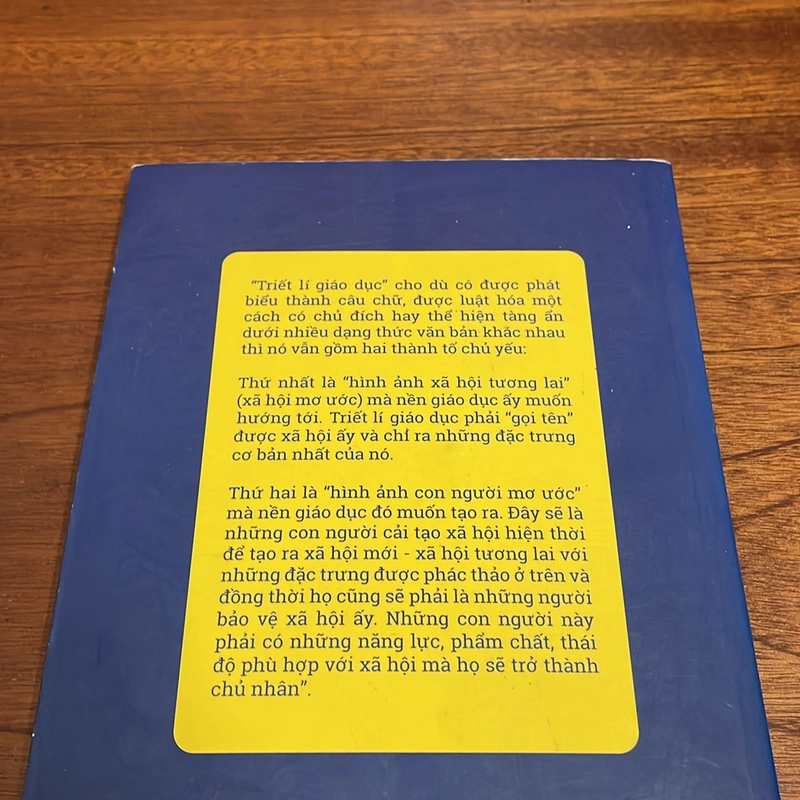 “Triết lí giáo dục” cho dù có được phát
biểu thành câu chữ, được luật hóa một
cách có chủ đích hay thể hiện tàng ẩn
dưới nhiều dạng thức văn bản khác nhau
thì nó vẫn gồm hai thành tố chủ yếu:
Thứ nhất là “hình ảnh xã hội tương lai”
(xã hội mơ ước) mà nền giáo dục ấy muốn
hướng tới. Triết lí giáo dục phải “gọi tên”
được xã hội ấy và chỉ ra những đặc trưng
cơ bản nhất của nó.
Thứ hai là “hình ảnh con người mơ ước”
mà nền giáo dục đó muốn tạo ra. Đây sẽ là
những con người cải tạo xã hội hiện thời
để tạo ra xã hội mới - xã hội tương lai với
những đặc trưng được phác thảo ở trên và
đồng thời họ cũng sẽ phải là những người
bảo vệ xã hội ấy. Những con người này
phải có những năng lực, phẩm chất, thái
độ phù hợp với xã hội mà họ sẽ trở thành
chủ nhân”.